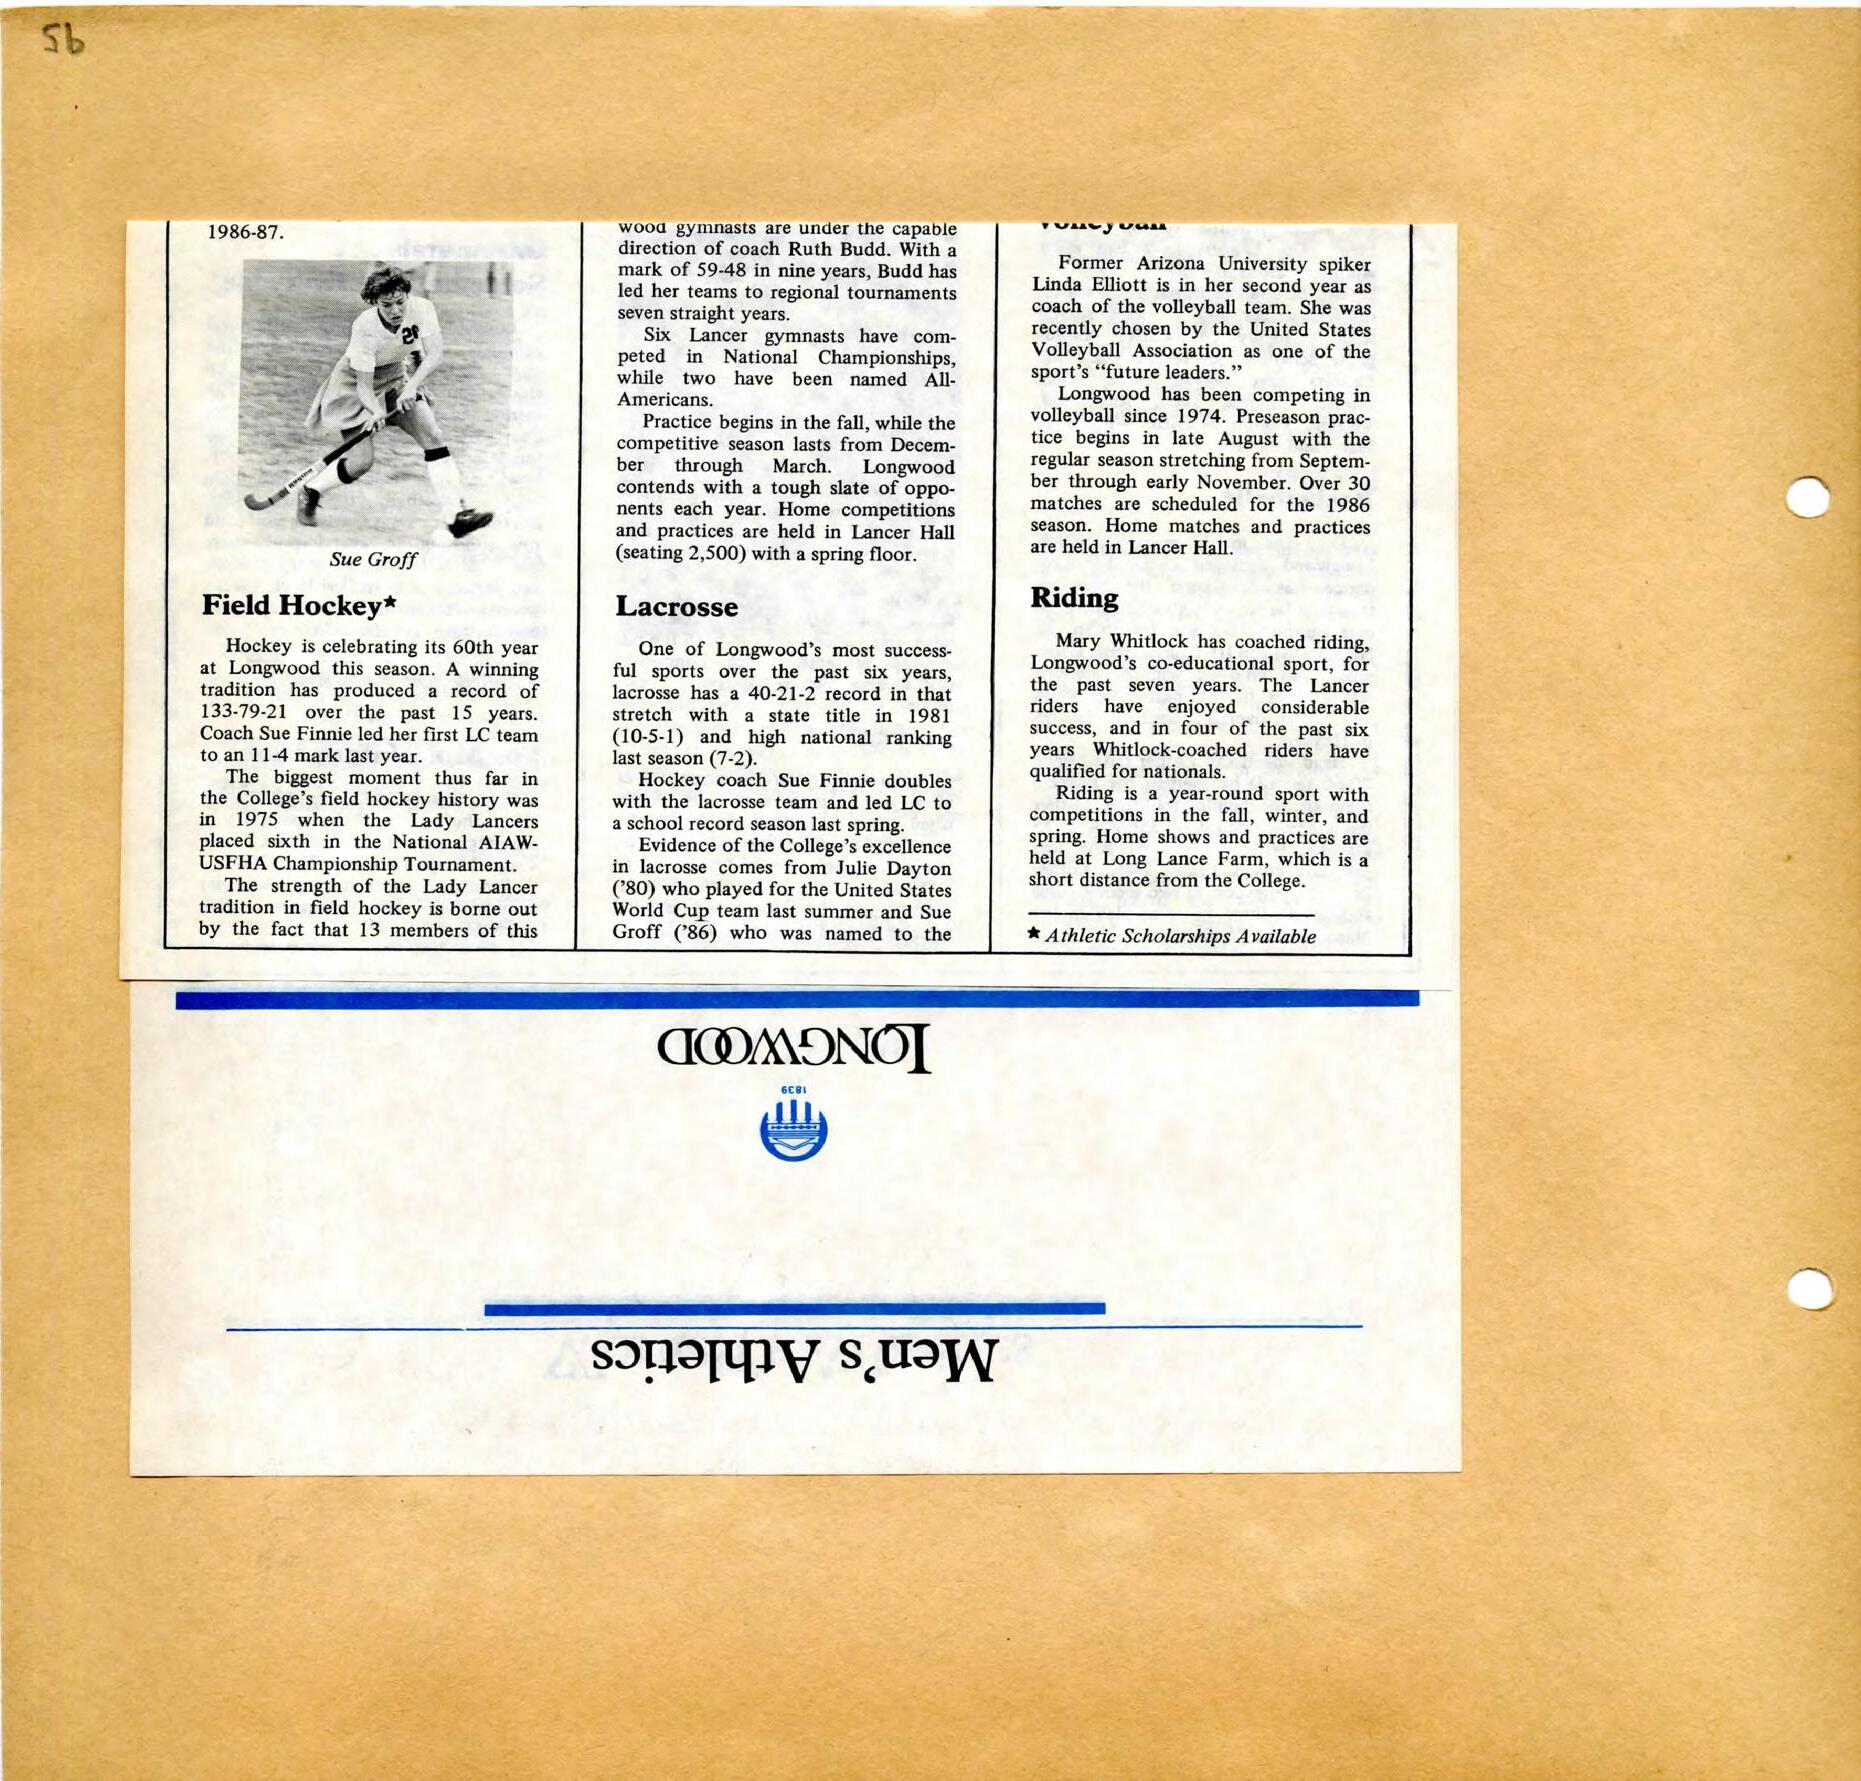 5b
1986-87.
Sue Groff
Field Hockey★
Hockey is celebrating its 60th year
at Longwood this season. A winning
tradition has produced a record of
133-79-21 over the past 15 years.
Coach Sue Finnie led her first LC team
to an 11-4 mark last year.
The biggest moment thus far in
the College's field hockey history was
in 1975 when the Lady Lancers
placed sixth in the National AIAW-
USFHA Championship Tournament.
The strength of the Lady Lancer
tradition in field hockey is borne out
by the fact that 13 members of this
wood gymnasts are under the capable
direction of coach Ruth Budd. With a
mark of 59-48 in nine years, Budd has
led her teams to regional tournaments
seven straight years.
Six Lancer gymnasts have com-
peted in National Championships,
while two have been named All-
Americans.
Practice begins in the fall, while the
competitive season lasts from Decem-
ber through March. Longwood
contends with a tough slate of oppo-
nents each year. Home competitions
and practices are held in Lancer Hall
(seating 2,500) with a spring floor.
Lacrosse
One of Longwood's most success-
ful sports over the past six years,
lacrosse has a 40-21-2 record in that
stretch with a state title in 1981
(10-5-1) and high national ranking
last season (7-2).
Hockey coach Sue Finnie doubles
with the lacrosse team and led LC to
a school record season last spring.
Evidence of the College's excellence
in lacrosse comes from Julie Dayton
('80) who played for the United States
World Cup team last summer and Sue
Groff ('86) who was named to the
Volleyball
Former Arizona University spiker
Linda Elliott is in her second year as
coach of the volleyball team. She was
recently chosen by the United States
Volleyball Association as one of the
sport's "future leaders."
Longwood has been competing in
volleyball since 1974. Preseason prac-
tice begins in late August with the
regular season stretching from Septem-
ber through early November. Over 30
matches are scheduled for the 1986
season. Home matches and practices
are held in Lancer Hall.
Riding
Mary Whitlock has coached riding,
Longwood's co-educational sport, for
the past seven years. The Lancer
riders have enjoyed considerable
success, and in four of the past six
years Whitlock-coached riders have
qualified for nationals.
Riding is a year-round sport with
competitions in the fall, winter, and
spring. Home shows and practices are
held at Long Lance Farm, which is a
short distance from the College.
★ Athletic Scholarships Available
Men's Athletics
1839
LONGWOOD